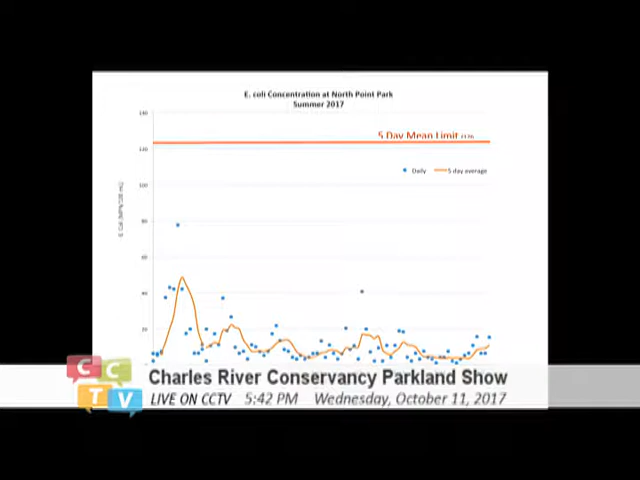 E. coli Concentration at North Point Park
Summer 2017
140
5 Day Mean Limit
120
Daily
5 day average
100
80
60
40
20
C C
TV
Charles River Conservancy Parkland Show
LIVE ON CCTV 5:42 PM Wednesday, October 11, 2017